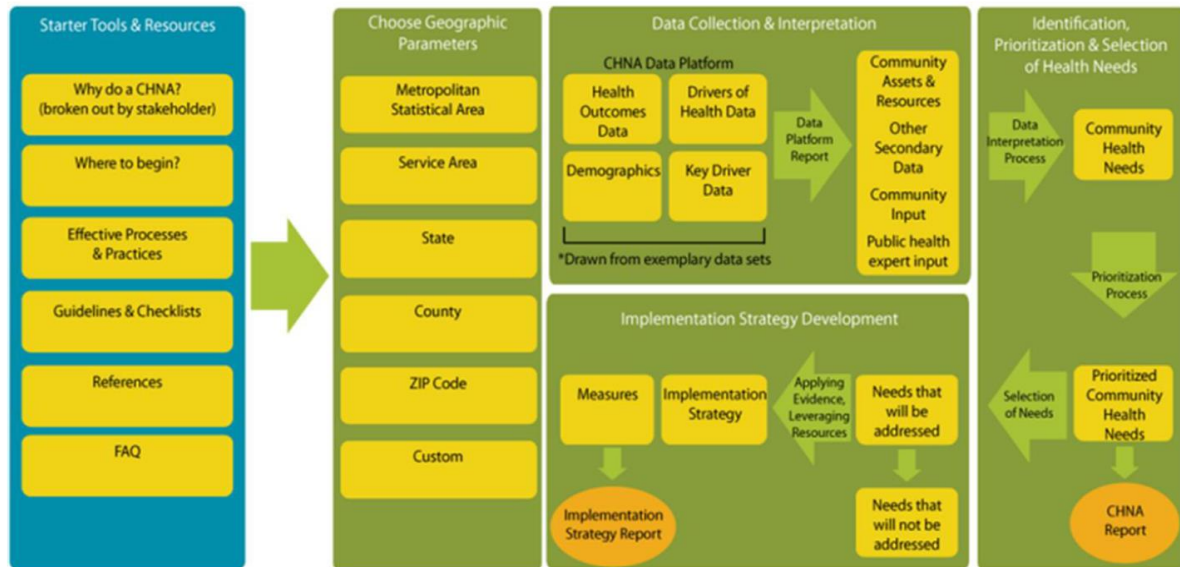 Starter Tools & Resources
Why do a CHNA?
(broken out by stakeholder)
Where to begin?
Effective Processes
& Practices
Guidelines & Checklists
References
FAQ
Choose Geographic
Parameters
Metropolitan
Statistical Area
Service Area
State
County
ZIP Code
Custom
Data Collection & Interpretation
CHNA Data Platform
Health
Outcomes
Data
Drivers of
Health Data
Demographics
Key Driver
Data
*Drawn from exemplary data sets
Data
Platform
Report
Community
Assets &
Resources
Other
Secondary
Data
Community
Input
Public health
expert input
Identification,
Prioritization & Selection
of Health Needs
Data
Interpretation
Process
Community
Health
Needs
Prioritization
Process
Prioritized
Community
Health
Needs
Selection
of Needs
CHNA
Report
Implementation Strategy Development
Measures
Implementation
Strategy
Applying
Evidence,
Leveraging
Resources
Needs that
will be
addressed
Implementation
Strategy Report
Needs that
will not be
addressed